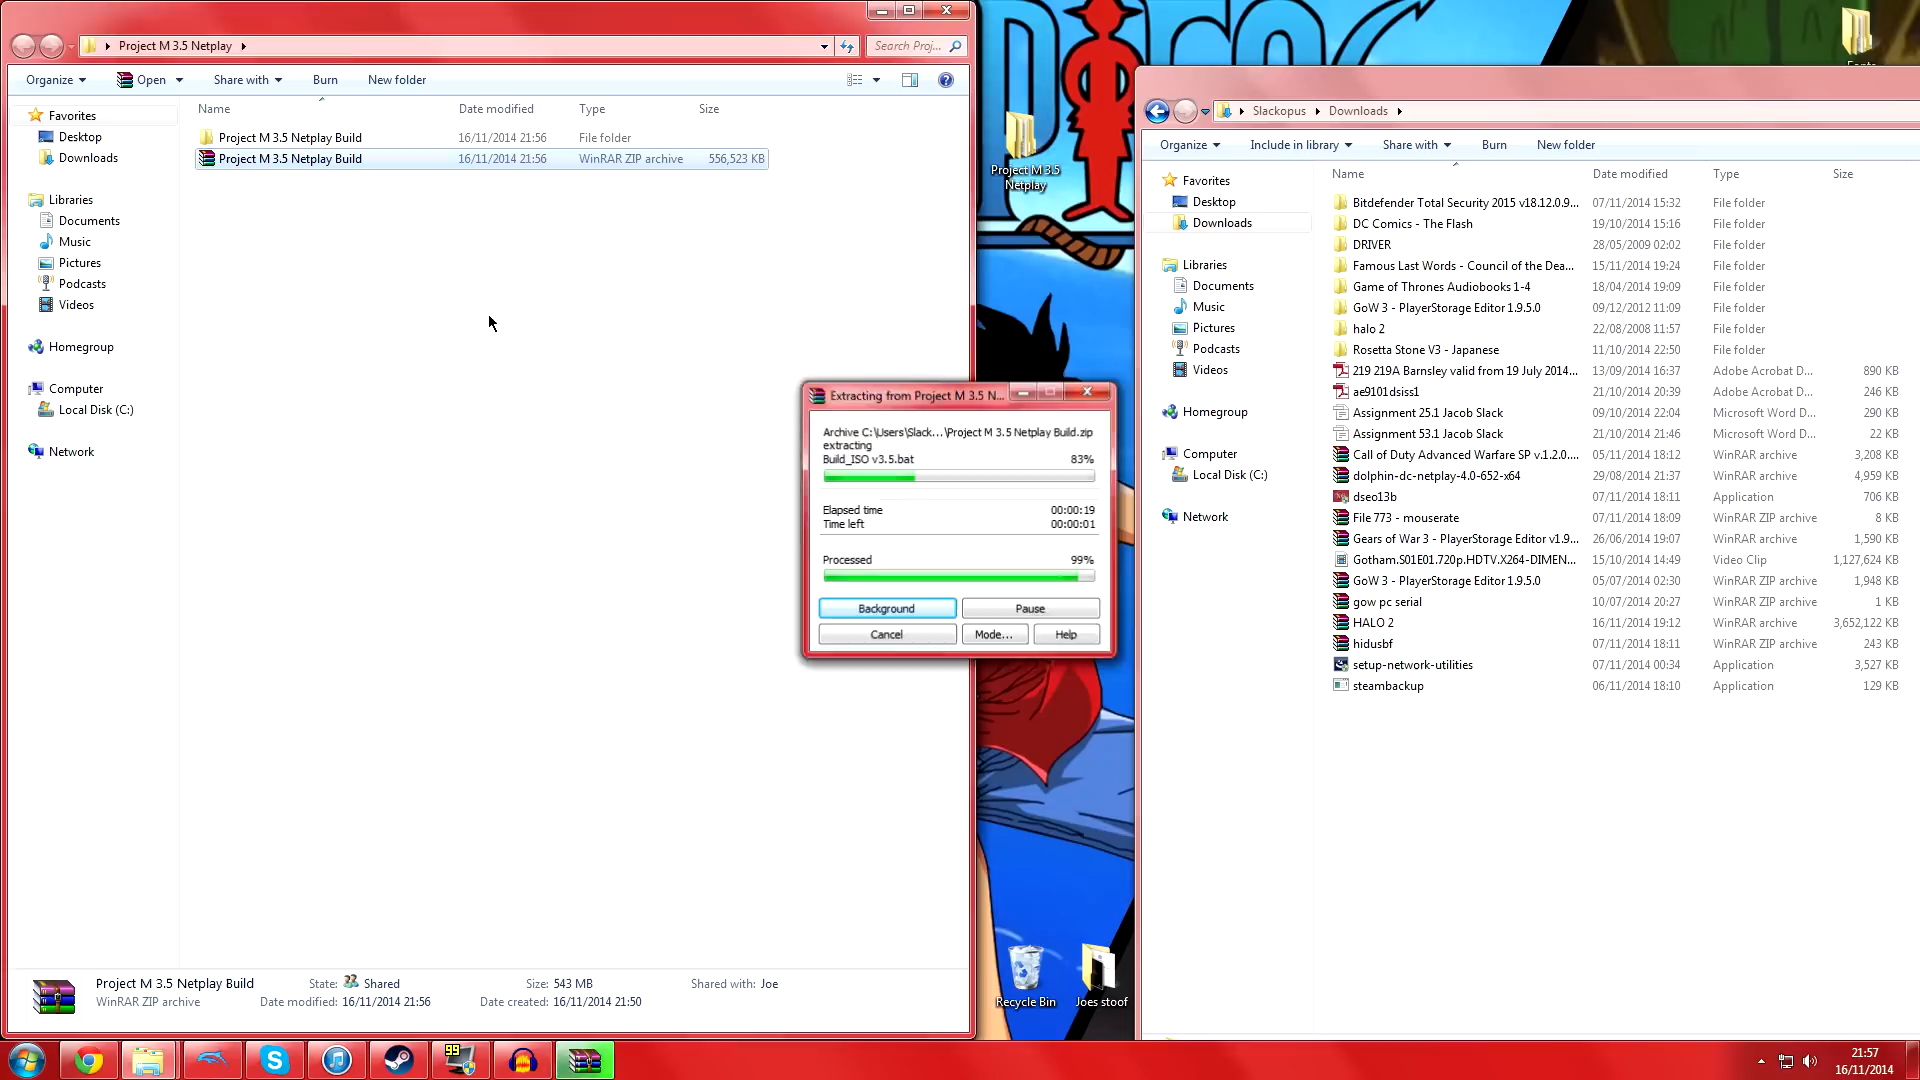 Project M 3.5 Netplay
Search Proj...
Organize
Open
Share with
Burn
New folder
Name
Date modified
Type
Size
Favorites
Desktop
Downloads
Libraries
Documents
Music
Pictures
Podcasts
Videos
Homegroup
Computer
Local Disk (C:)
Network
Project M 3.5 Netplay Build 16/11/2014 21:56 File folder
Project M 3.5 Netplay Build 16/11/2014 21:56 WinRAR ZIP archive 556,523 KB
Project M 3.5 Netplay Build State: Shared Size: 543 MB Shared with: Joe
WinRAR ZIP archive Date modified: 16/11/2014 21:56 Date created: 16/11/2014 21:50
Project M 3.5
Netplay
Extracting from Project M 3.5 N...
Archive C:\Users\Slack...\Project M 3.5 Netplay Build.zip
extracting
Build_ISO v3.5.bat 83%
Elapsed time 00:00:19
Time left 00:00:01
Processed 99%
Background Pause
Cancel Mode... Help
Recycle Bin
Joes stoof
Slackopus Downloads
Organize
Include in library
Share with
Burn
New folder
Name
Date modified
Type
Size
Favorites
Desktop
Downloads
Libraries
Documents
Music
Pictures
Podcasts
Videos
Homegroup
Computer
Local Disk (C:)
Network
Bitdefender Total Security 2015 v18.12.0.9... 07/11/2014 15:32 File folder
DC Comics - The Flash 19/10/2014 15:16 File folder
DRIVER 28/05/2009 02:02 File folder
Famous Last Words - Council of the Dea... 15/11/2014 19:24 File folder
Game of Thrones Audiobooks 1-4 18/04/2014 19:09 File folder
GoW 3 - PlayerStorage Editor 1.9.5.0 09/12/2012 11:09 File folder
halo 2 22/08/2008 11:57 File folder
Rosetta Stone V3 - Japanese 11/10/2014 22:50 File folder
219 219A Barnsley valid from 19 July 2014... 13/09/2014 16:37 Adobe Acrobat D... 890 KB
ae9101dsiss1 21/10/2014 20:39 Adobe Acrobat D... 246 KB
Assignment 25.1 Jacob Slack 09/10/2014 22:04 Microsoft Word D... 290 KB
Assignment 53.1 Jacob Slack 21/10/2014 21:46 Microsoft Word D... 22 KB
Call of Duty Advanced Warfare SP v.1.2.0.... 05/11/2014 18:12 WinRAR archive 3,208 KB
dolphin-dc-netplay-4.0-652-x64 29/08/2014 21:37 WinRAR archive 4,959 KB
dseo13b 07/11/2014 18:11 Application 706 KB
File 773 - mouserate 07/11/2014 18:09 WinRAR ZIP archive 8 KB
Gears of War 3 - PlayerStorage Editor v1.9... 26/06/2014 19:07 WinRAR archive 1,590 KB
Gotham.S01E01.720p.HDTV.X264-DIMEN... 15/10/2014 14:49 Video Clip 1,127,624 KB
GoW 3 - PlayerStorage Editor 1.9.5.0 05/07/2014 02:30 WinRAR ZIP archive 1,948 KB
gow pc serial 10/07/2014 20:27 WinRAR ZIP archive 1 KB
HALO 2 16/11/2014 19:12 WinRAR archive 3,652,122 KB
hidusbf 07/11/2014 18:11 WinRAR ZIP archive 243 KB
setup-network-utilities 07/11/2014 00:34 Application 3,527 KB
steambackup 06/11/2014 18:10 Application 129 KB
99
21:57
16/11/2014